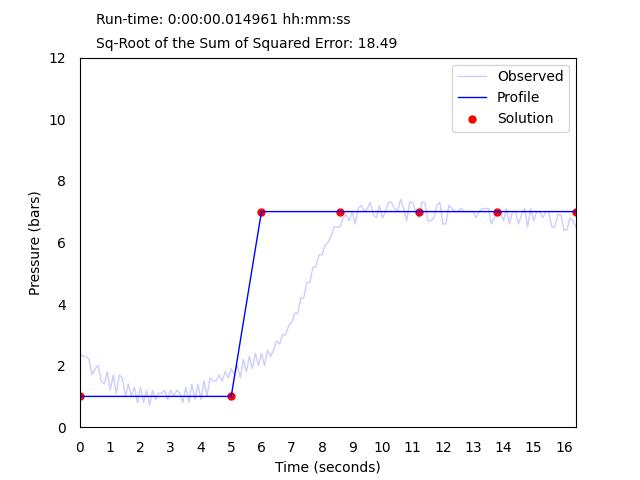 Run-time: 0:00:00.014961 hh:mm:ss
Sq-Root of the Sum of Squared Error: 18.49
12
10
8
6
4
2
0
Pressure (bars)
Observed
Profile
Solution
0 1 2 3 4 5 6 7 8 9 10 11 12 13 14 15 16
Time (seconds)